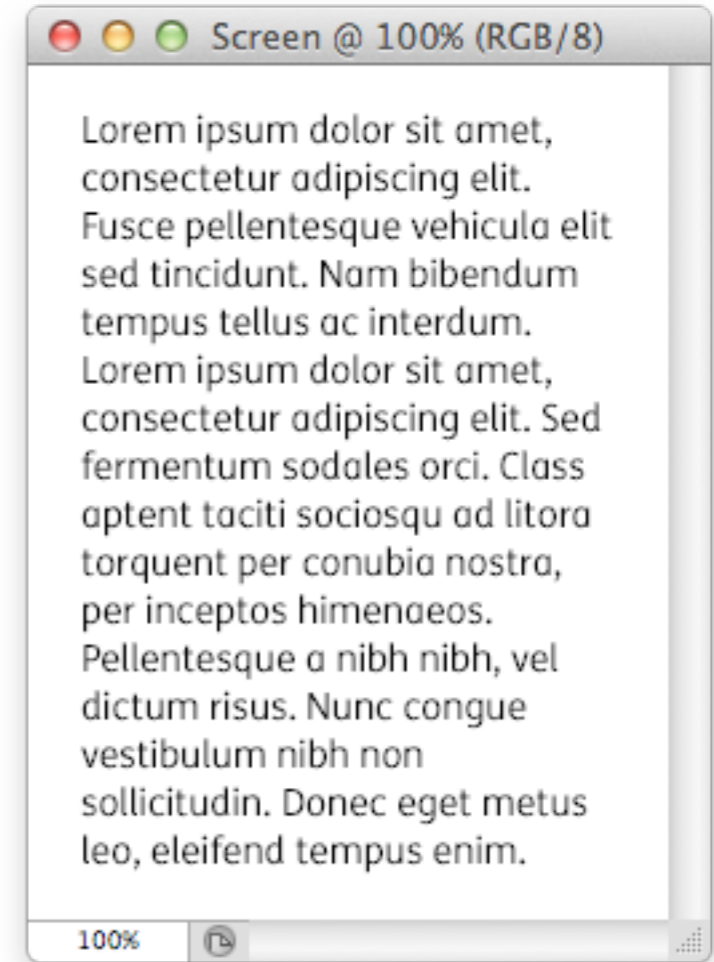 Screen @ 100% (RGB/8)
Lorem ipsum dolor sit amet,
consectetur adipiscing elit.
Fusce pellentesque vehicula elit
sed tincidunt. Nam bibendum
tempus tellus ac interdum.
Lorem ipsum dolor sit amet,
consectetur adipiscing elit. Sed
fermentum sodales orci. Class
aptent taciti sociosqu ad litora
torquent per conubia nostra,
per inceptos himenaeos.
Pellentesque a nibh nibh, vel
dictum risus. Nunc congue
vestibulum nibh non
sollicitudin. Donec eget metus
leo, eleifend tempus enim.
100%